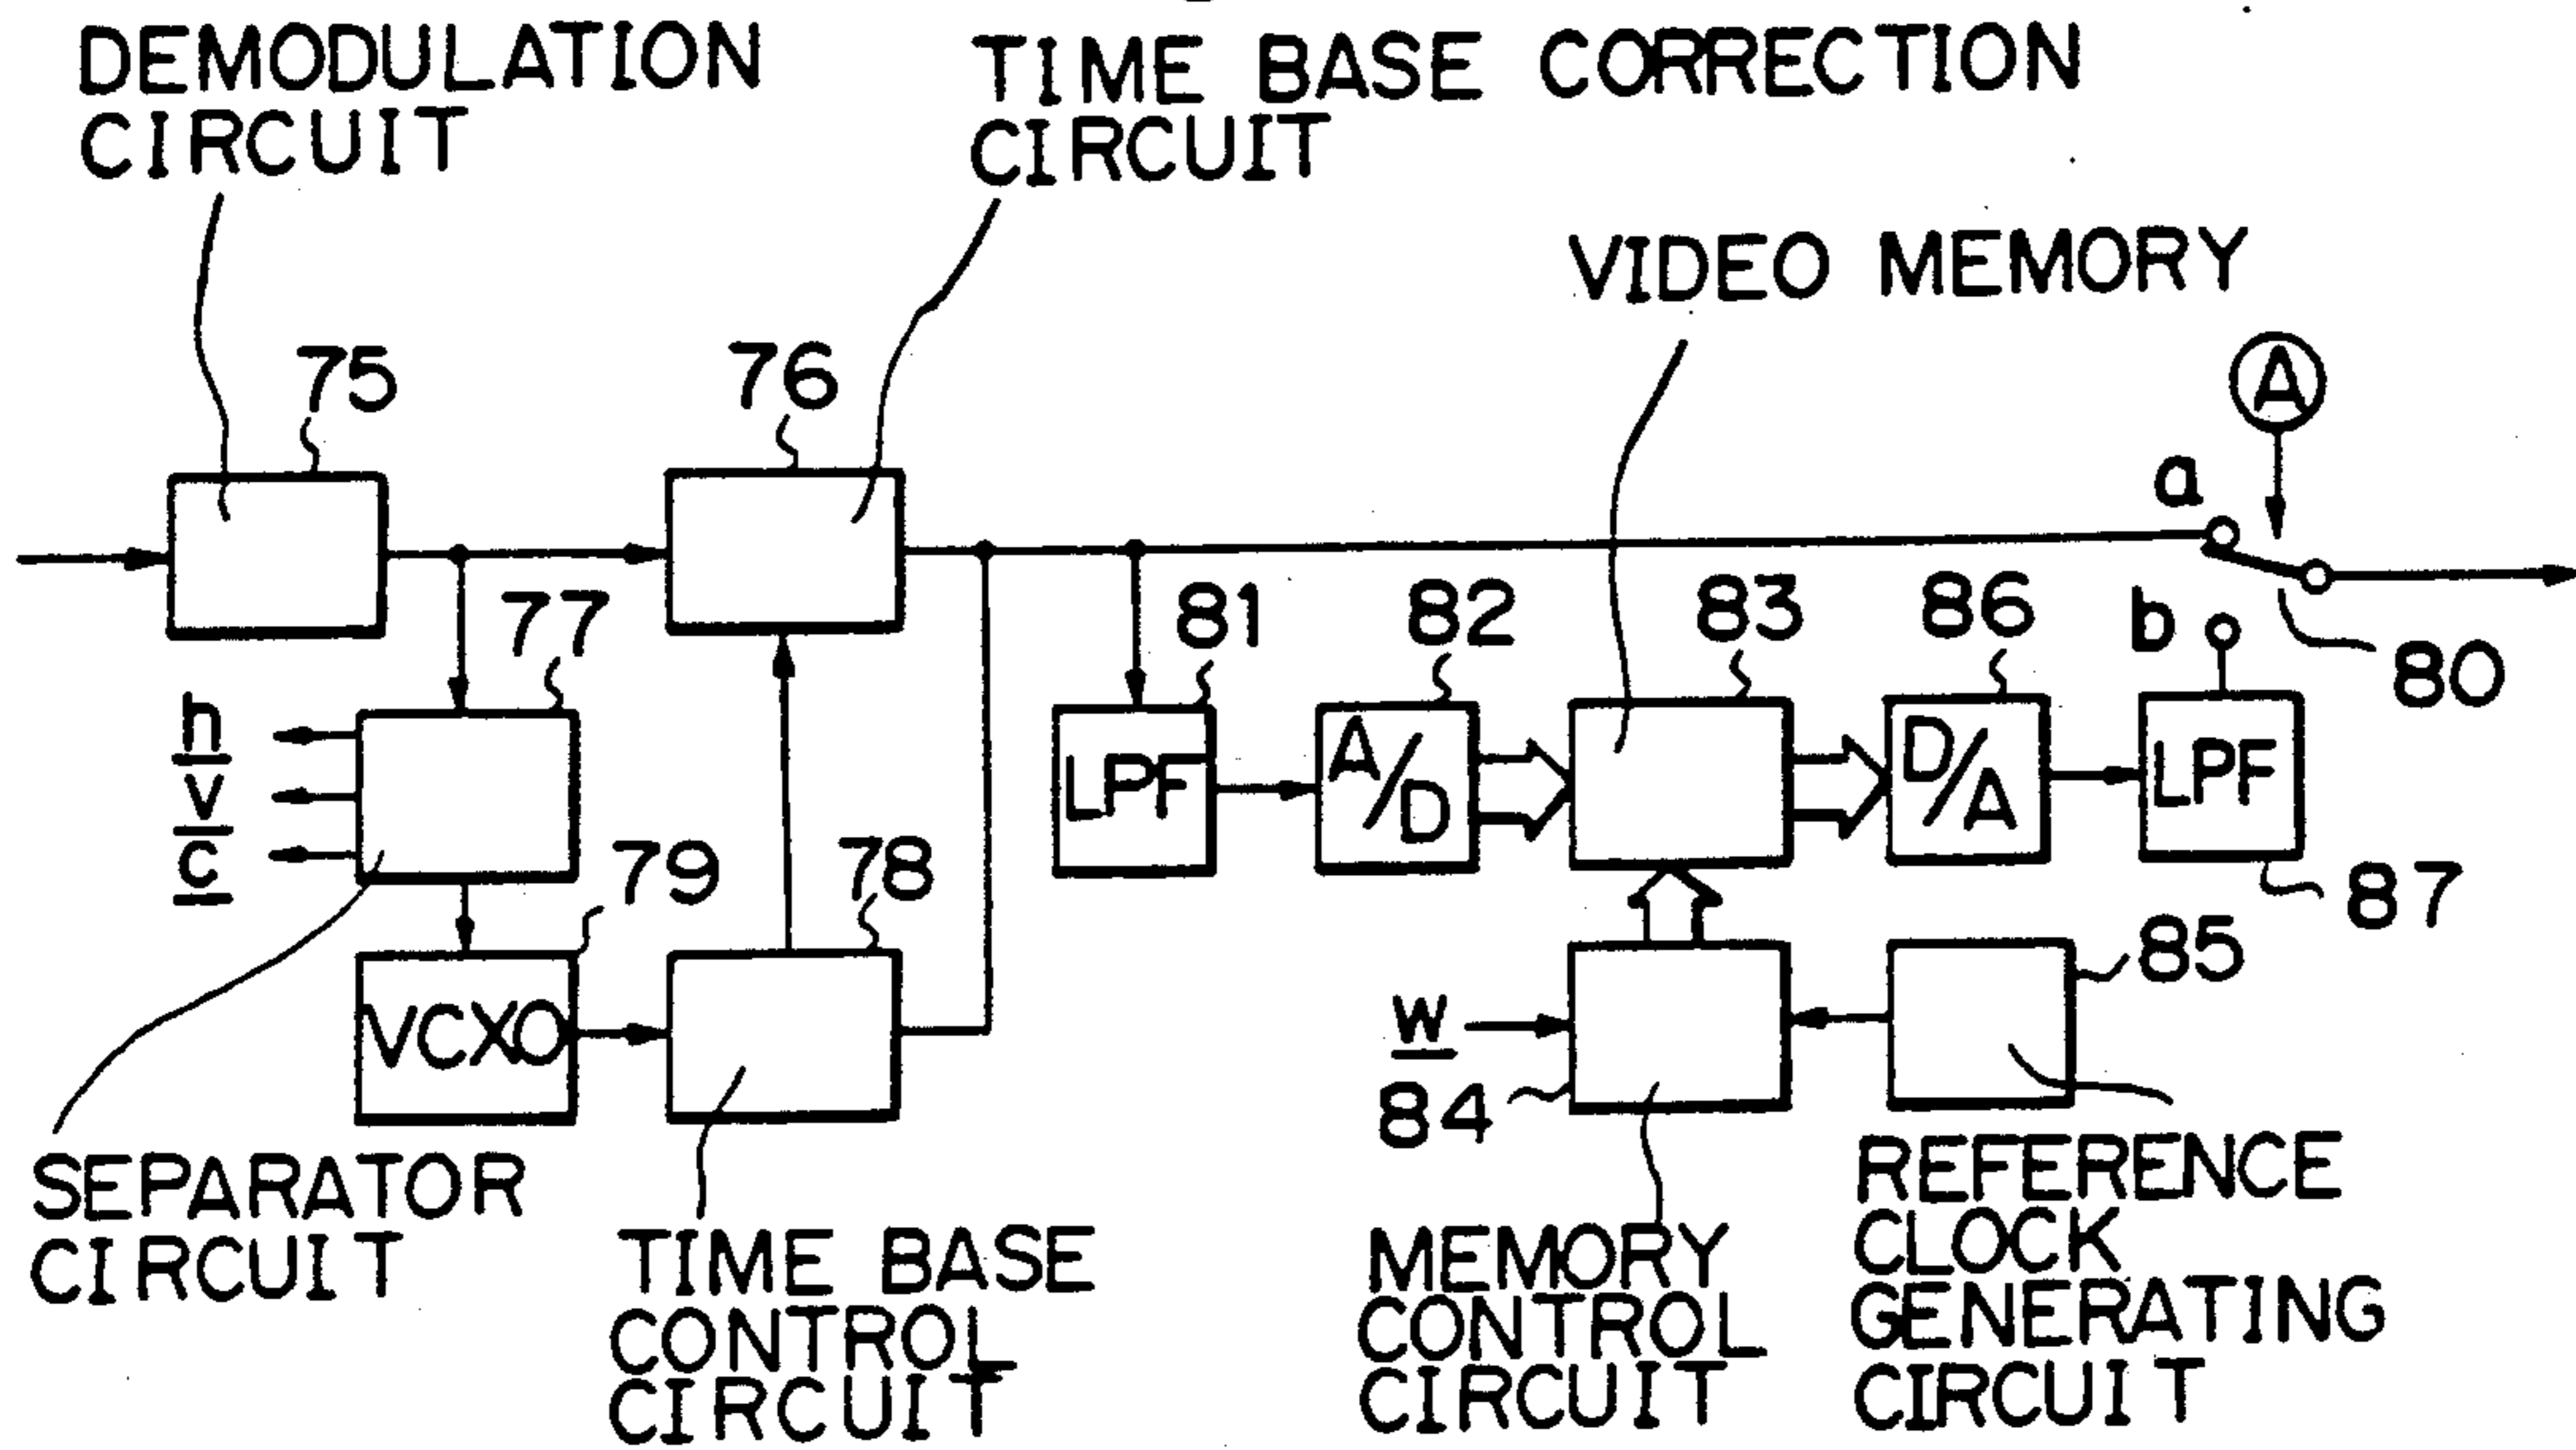 DEMODULATION
CIRCUIT
TIME BASE CORRECTION
CIRCUIT
VIDEO MEMORY
75
76
A
a
77
81
82
83
86
b
80
h
v
c
LPF
A/D
D/A
LPF
79
78
87
VCXO
w
85
84
SEPARATOR
CIRCUIT
TIME BASE
CONTROL
CIRCUIT
MEMORY
CONTROL
CIRCUIT
REFERENCE
CLOCK
GENERATING
CIRCUIT